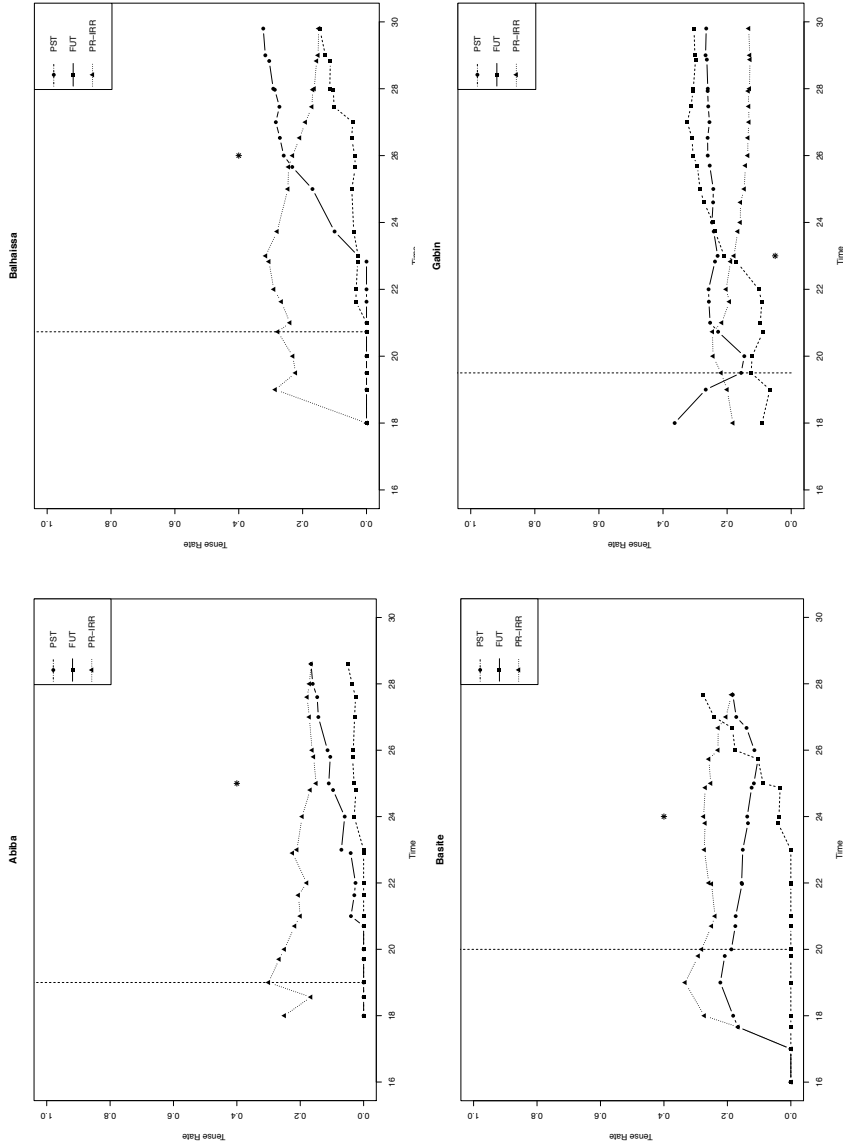 Abiba
PST
FUT
PR−IRR
Tense Rate
1.0
0.8
0.6
0.4
0.2
0.0
16 18 20 22 24 26 28 30
Time
Balhaissa
PST
FUT
PR−IRR
Tense Rate
1.0
0.8
0.6
0.4
0.2
0.0
16 18 20 22 24 26 28 30
Time
Basite
PST
FUT
PR−IRR
Tense Rate
1.0
0.8
0.6
0.4
0.2
0.0
16 18 20 22 24 26 28 30
Time
Gabin
PST
FUT
PR−IRR
Tense Rate
1.0
0.8
0.6
0.4
0.2
0.0
16 18 20 22 24 26 28 30
Time